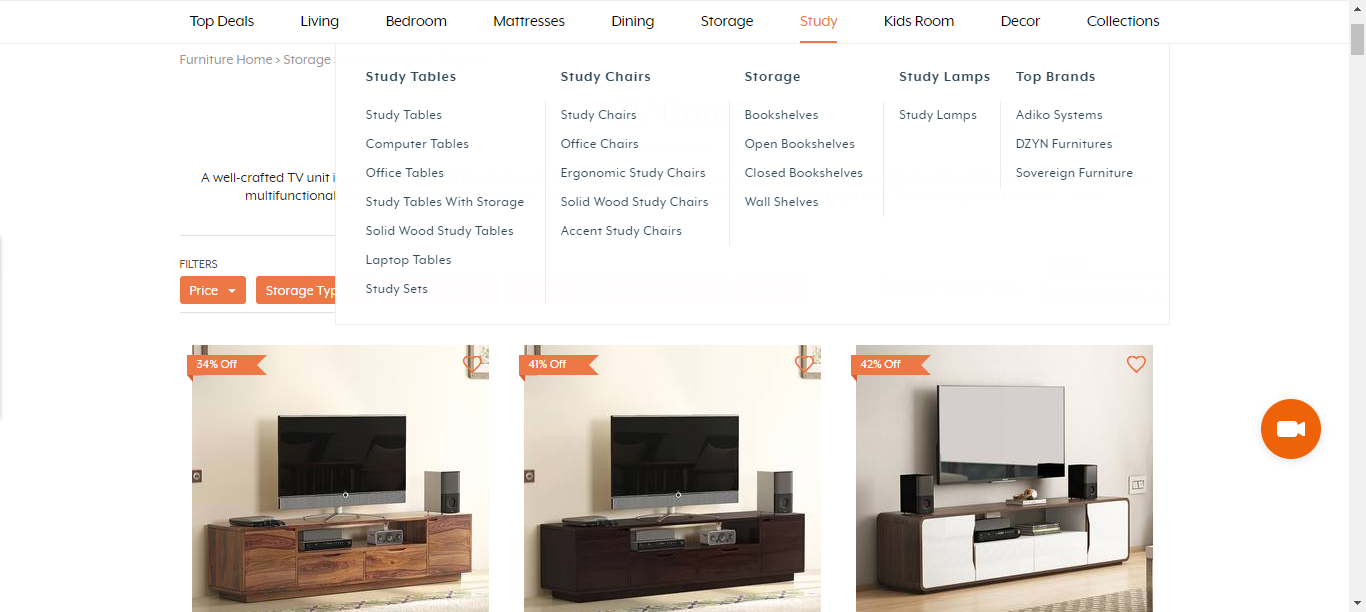 Top Deals Living Bedroom Mattresses Dining Storage Study Kids Room Decor Collections
Furniture Home > Storage
Study Tables
Study Tables
Computer Tables
Office Tables
Study Tables With Storage
Solid Wood Study Tables
Laptop Tables
Study Sets
Study Chairs
Study Chairs
Office Chairs
Ergonomic Study Chairs
Solid Wood Study Chairs
Accent Study Chairs
Storage
Bookshelves
Open Bookshelves
Closed Bookshelves
Wall Shelves
Study Lamps
Study Lamps
Top Brands
Adiko Systems
DZYN Furnitures
Sovereign Furniture
A well-crafted TV unit
multifunctional
FILTERS
Price Storage Typ
34% Off 41% Off 42% Off